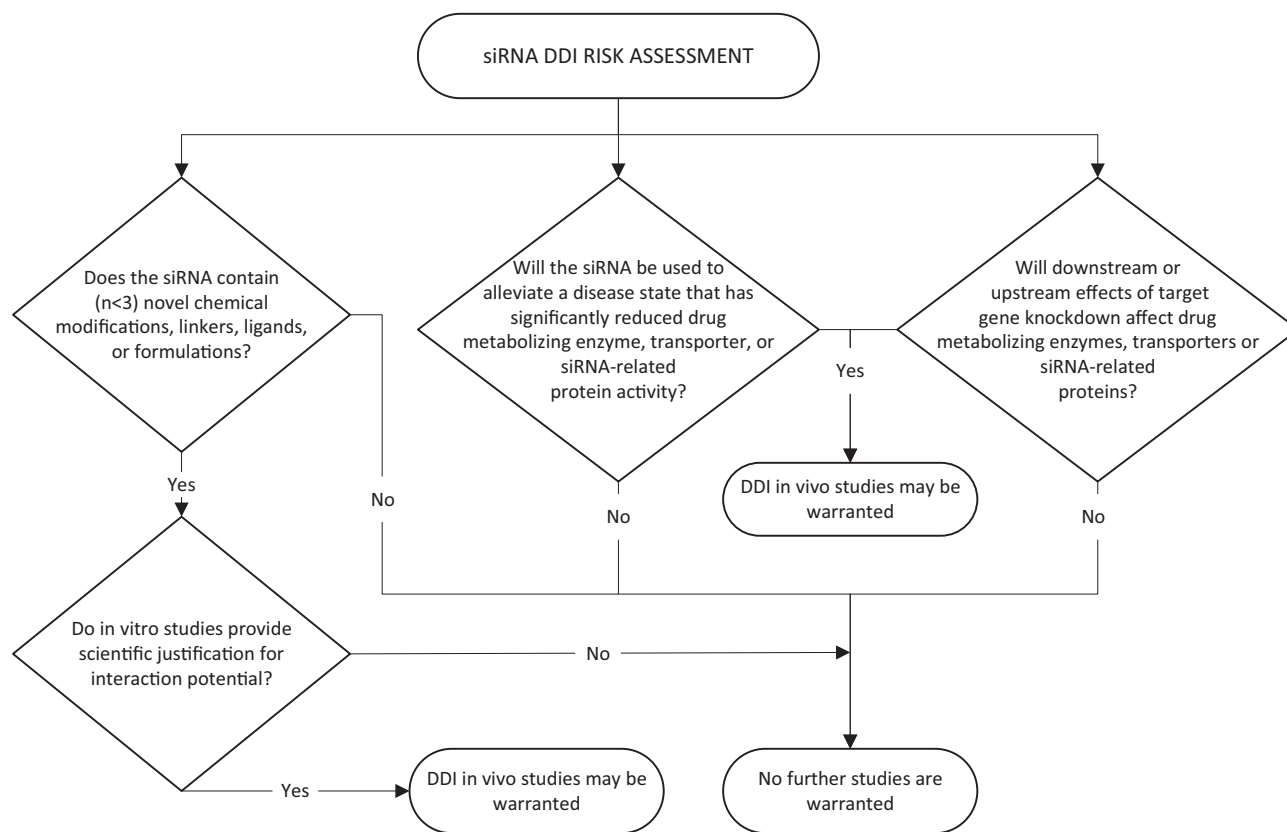 siRNA DDI RISK ASSESSMENT
Does the siRNA contain
(n<3) novel chemical
modifications, linkers, ligands,
or formulations?
Will the siRNA be used to
alleviate a disease state that has
significantly reduced drug
metabolizing enzyme, transporter, or
siRNA-related
protein activity?
Will downstream or
upstream effects of target
gene knockdown affect drug
metabolizing enzymes, transporters or
siRNA-related
proteins?
Yes
DDI in vivo studies may be
warranted
Yes
No
No
No
Do in vitro studies provide
scientific justification for
interaction potential?
No
Yes
DDI in vivo studies may be
warranted
No further studies are
warranted